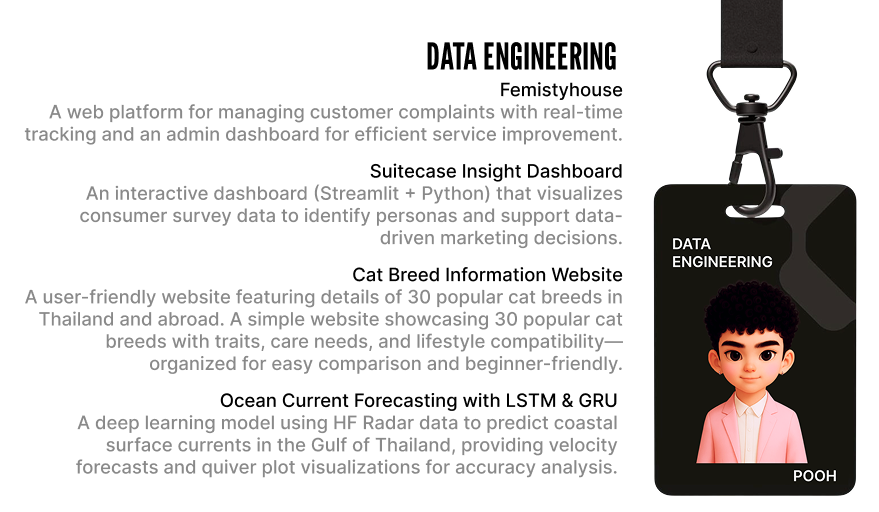 DATA ENGINEERING
Femistyhouse
A web platform for managing customer complaints with real-time
tracking and an admin dashboard for efficient service improvement.
Suitecase Insight Dashboard
An interactive dashboard (Streamlit + Python) that visualizes
consumer survey data to identify personas and support data-
driven marketing decisions.
Cat Breed Information Website
A user-friendly website featuring details of 30 popular cat breeds in
Thailand and abroad. A simple website showcasing 30 popular cat
breeds with traits, care needs, and lifestyle compatibility—
organized for easy comparison and beginner-friendly.
Ocean Current Forecasting with LSTM & GRU
A deep learning model using HF Radar data to predict coastal
surface currents in the Gulf of Thailand, providing velocity
forecasts and quiver plot visualizations for accuracy analysis.
DATA
ENGINEERING
POOH